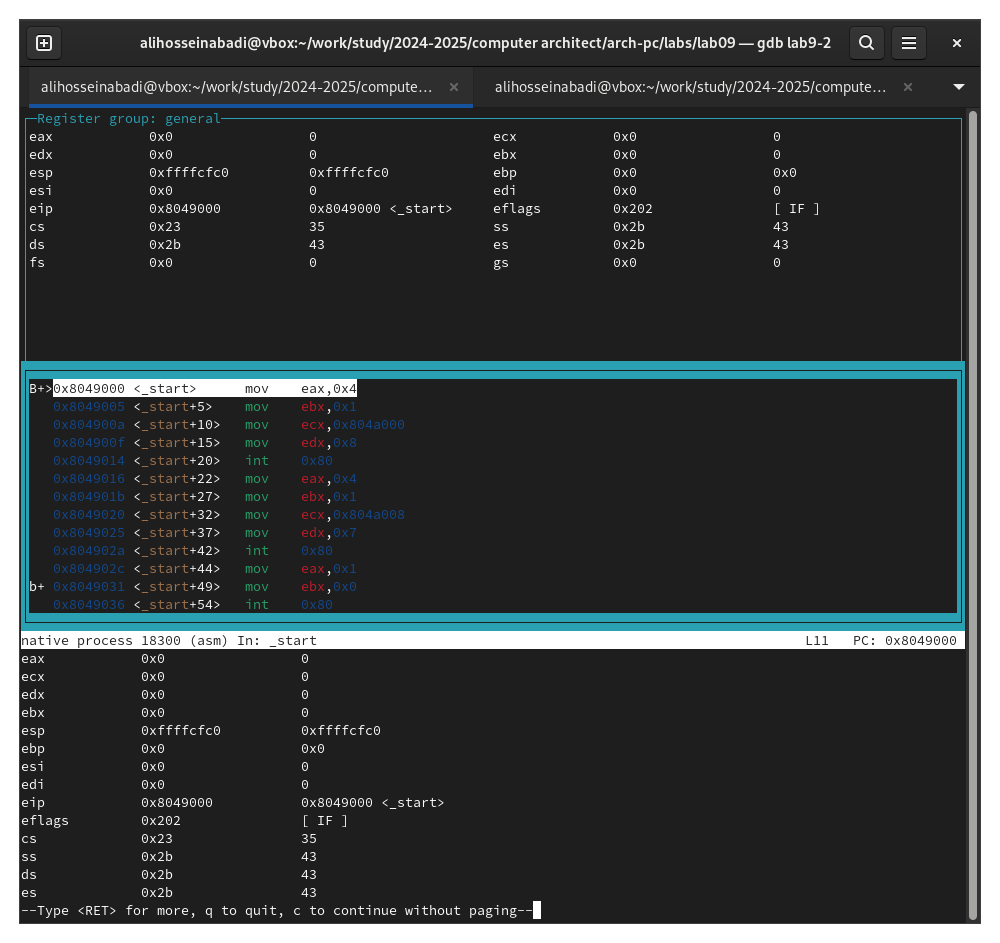 alihosseinabadi@vbox:~/work/study/2024-2025/computer architect/arch-pc/labs/lab09 — gdb lab9-2
alihosseinabadi@vbox:~/work/study/2024-2025/compute… alihosseinabadi@vbox:~/work/study/2024-2025/compute…
Register group: general
eax 0x0 0 ecx 0x0 0
edx 0x0 0 ebx 0x0 0
esp 0xffffcfc0 0xffffcfc0 ebp 0x0 0x0
esi 0x0 0 edi 0x0 0
eip 0x8049000 0x8049000 <_start> eflags 0x202 [ IF ]
cs 0x23 35 ss 0x2b 43
ds 0x2b 43 es 0x2b 43
fs 0x0 0 gs 0x0 0
B+>0x8049000 <_start> mov eax,0x4
0x8049005 <_start+5> mov ebx,0x1
0x804900a <_start+10> mov ecx,0x804a000
0x804900f <_start+15> mov edx,0x8
0x8049014 <_start+20> int 0x80
0x8049016 <_start+22> mov eax,0x4
0x804901b <_start+27> mov ebx,0x1
0x8049020 <_start+32> mov ecx,0x804a008
0x8049025 <_start+37> mov edx,0x7
0x804902a <_start+42> int 0x80
0x804902c <_start+44> mov eax,0x1
b+ 0x8049031 <_start+49> mov ebx,0x0
0x8049036 <_start+54> int 0x80
native process 18300 (asm) In: _start L11 PC: 0x8049000
eax 0x0 0
ecx 0x0 0
edx 0x0 0
ebx 0x0 0
esp 0xffffcfc0 0xffffcfc0
ebp 0x0 0x0
esi 0x0 0
edi 0x0 0
eip 0x8049000 0x8049000 <_start>
eflags 0x202 [ IF ]
cs 0x23 35
ss 0x2b 43
ds 0x2b 43
es 0x2b 43
--Type <RET> for more, q to quit, c to continue without paging--